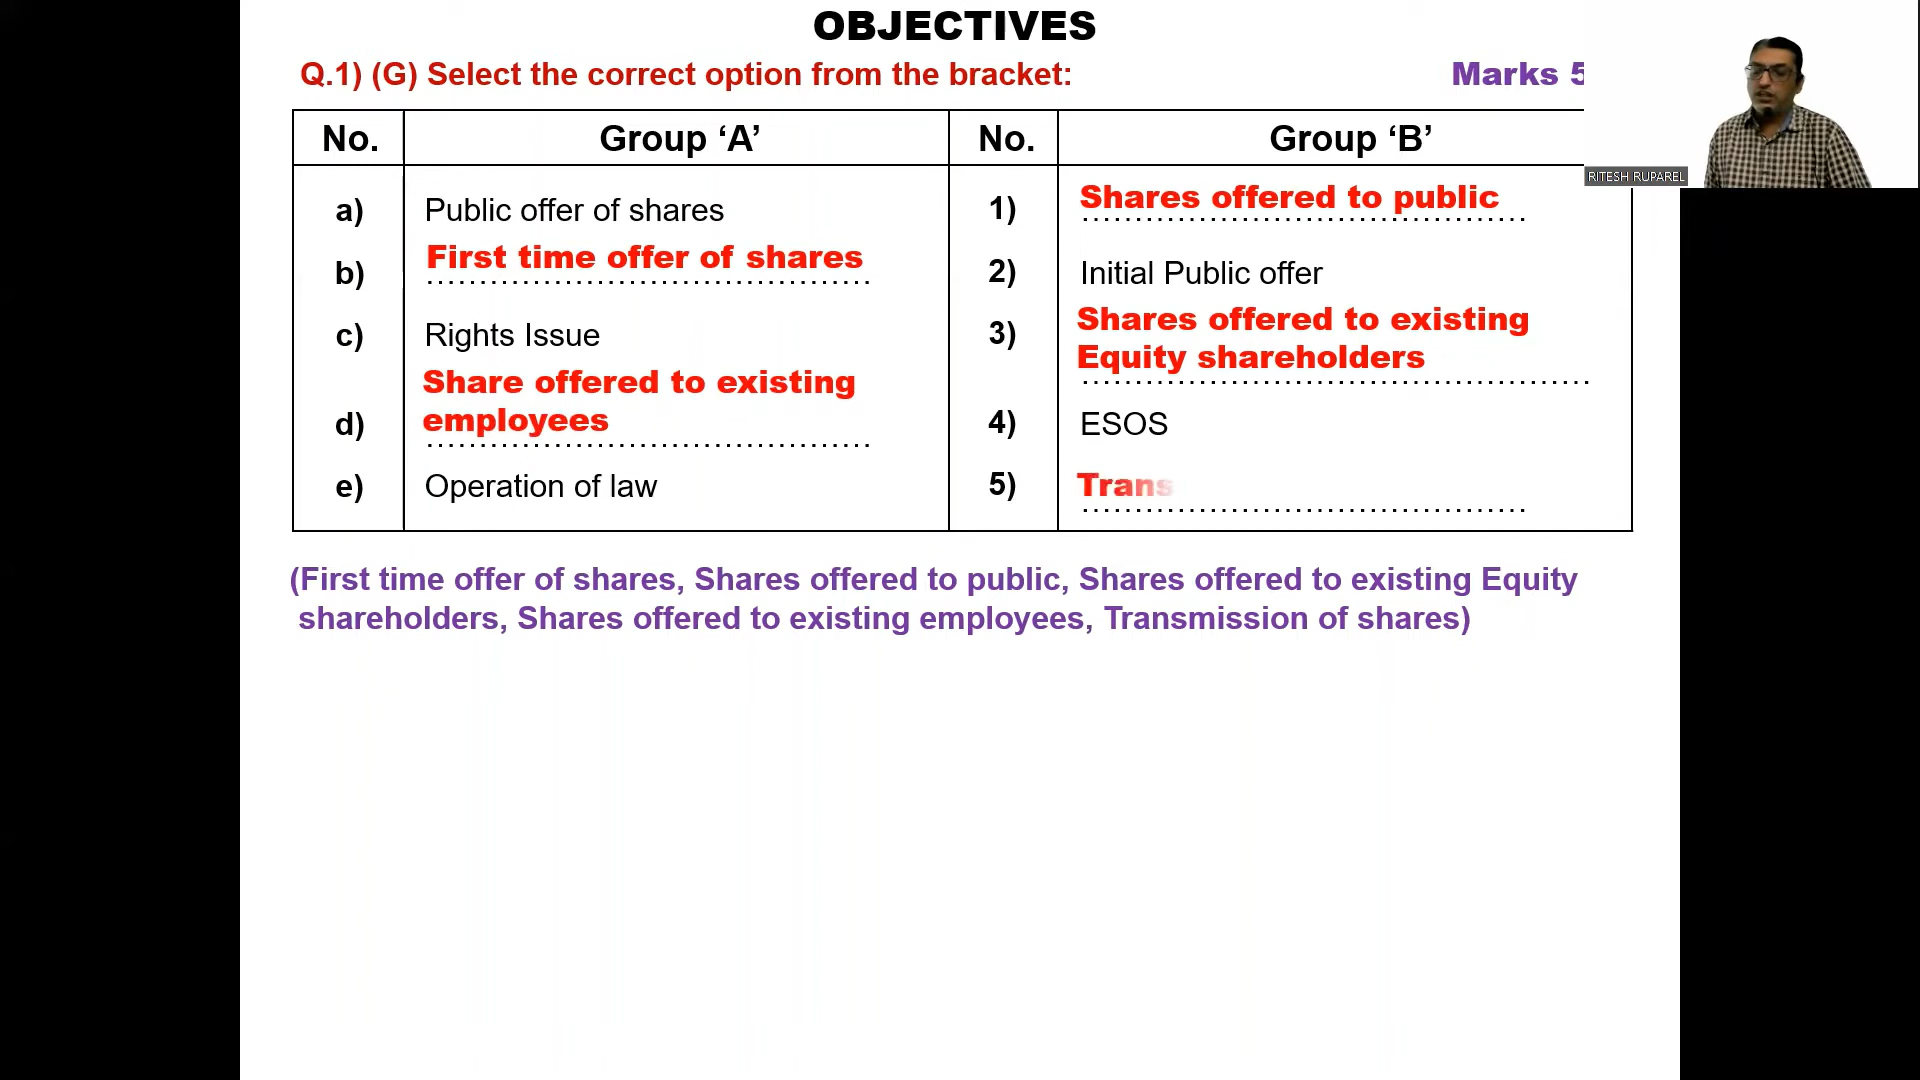 OBJECTIVES
Q.1) (G) Select the correct option from the bracket: Marks 5
No. Group ‘A’ No. Group ‘B’
a) Public offer of shares 1) Shares offered to public
b) First time offer of shares 2) Initial Public offer
c) Rights Issue 3) Shares offered to existing
Equity shareholders
Share offered to existing
d) employees 4) ESOS
e) Operation of law 5) Trans
(First time offer of shares, Shares offered to public, Shares offered to existing Equity
shareholders, Shares offered to existing employees, Transmission of shares)
RITESH RUPAREL